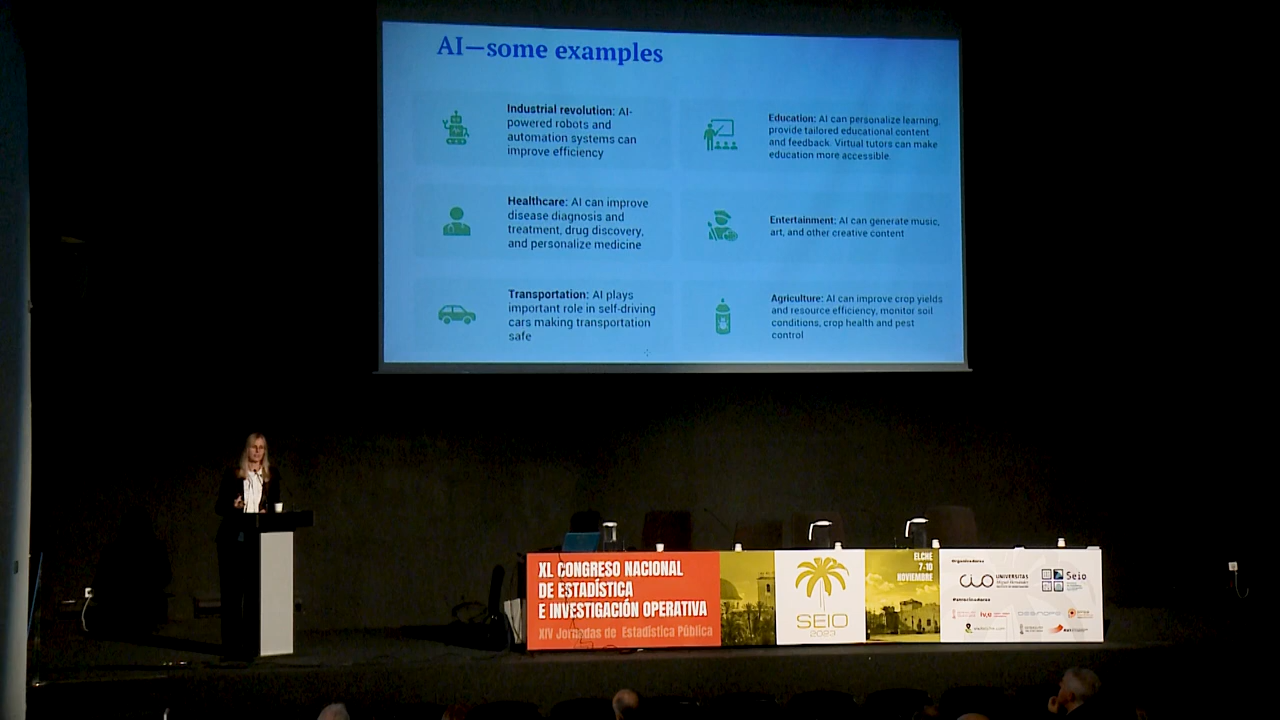 AI—some examples
Industrial revolution: AI-
powered robots and
automation systems can
improve efficiency
Healthcare: AI can improve
disease diagnosis and
treatment, drug discovery,
and personalize medicine
Transportation: AI plays
important role in self-driving
cars making transportation
safe
Education: AI can personalize learning,
provide tailored educational content
and feedback. Virtual tutors can make
education more accessible.
Entertainment: AI can generate music,
art, and other creative content
Agriculture: AI can improve crop yields
and resource efficiency, monitor soil
conditions, crop health and pest
control
XL CONGRESO NACIONAL
DE ESTADÍSTICA
E INVESTIGACIÓN OPERATIVA
XIV Jornadas de Estadística Pública
SEIO
2023
ELCHE
7-10
NOVIEMBRE
Organizadores
CIO
UNIVERSITAS
Miguel Hernández
Seio
Patrocinadores